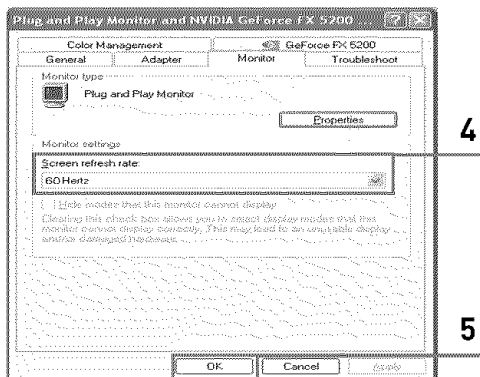 Plug and Play Monitor and NVIDIA GeForce FX 5200
Color Management
GeForce FX 5200
General
Adapter
Monitor
Troubleshoot
Monitor type
Plug and Play Monitor
Properties
4
Monitor settings
Screen refresh rate:
60 Hertz
Hide modes that this monitor cannot display
Clearing this check box allows you to select display modes that this
monitor cannot display correctly. This may lead to an unusable display
and/or damaged hardware.
5
OK
Cancel
Apply